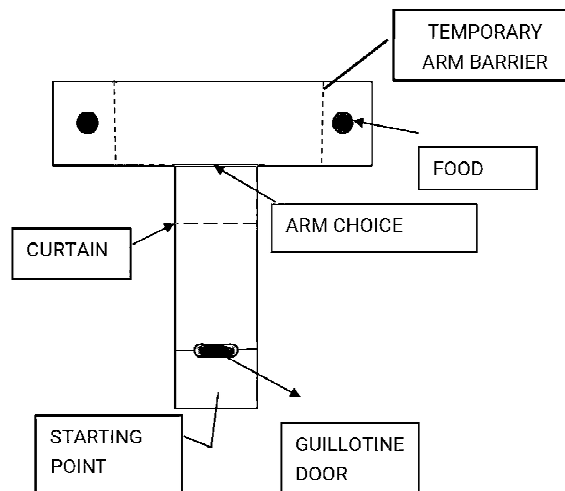 TEMPORARY
ARM BARRIER
FOOD
ARM CHOICE
CURTAIN
STARTING
POINT
GUILLOTINE
DOOR